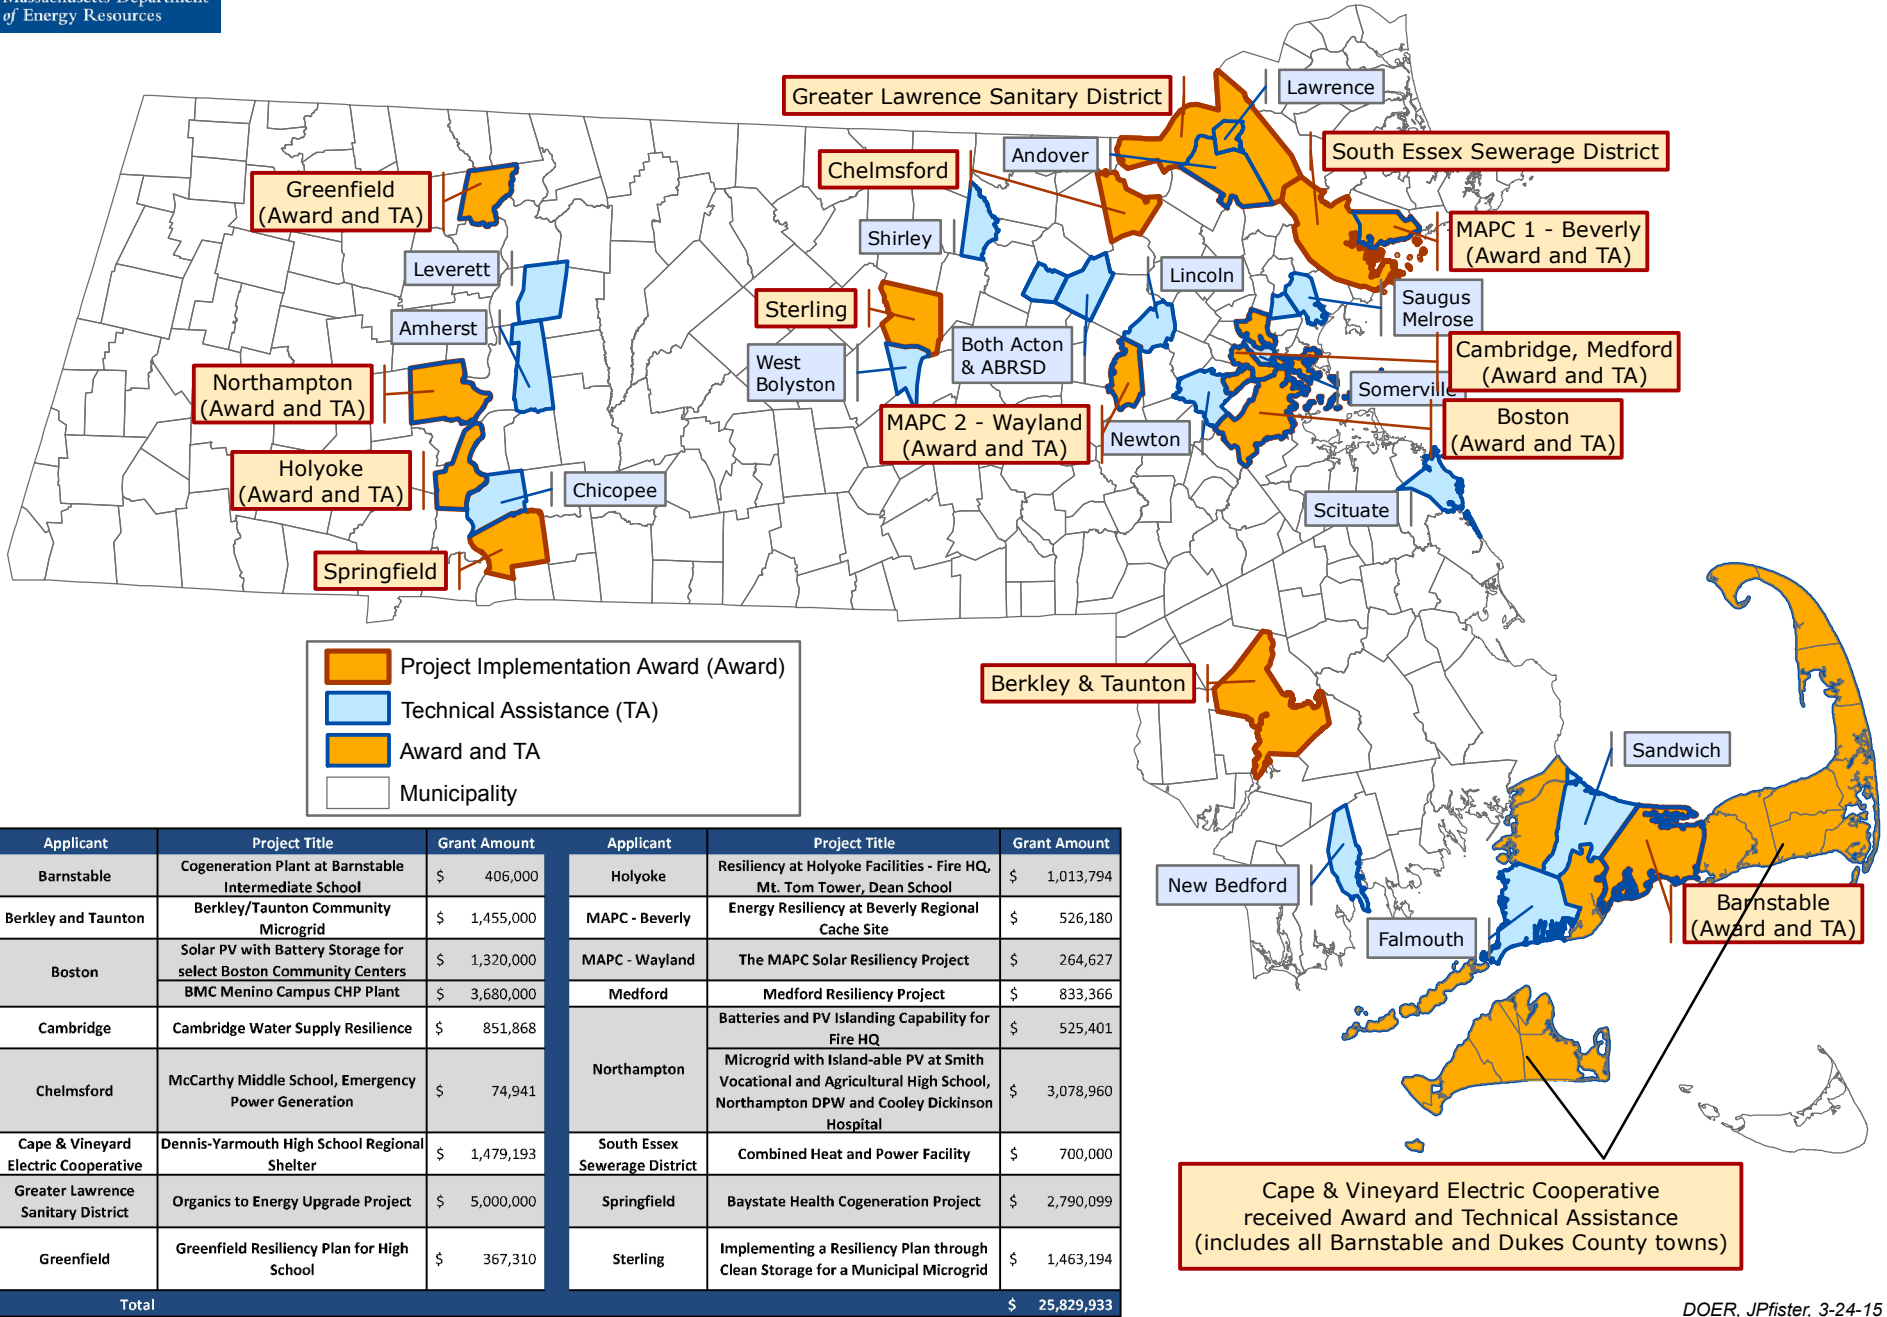 Massachusetts Department
of Energy Resources
Greater Lawrence Sanitary District
Lawrence
Andover
South Essex Sewerage District
Chelmsford
Greenfield
(Award and TA)
Shirley
MAPC 1 - Beverly
(Award and TA)
Leverett
Lincoln
Sterling
Saugus
Melrose
Amherst
West
Bolyston
Both Acton
& ABRSD
Cambridge, Medford
(Award and TA)
Northampton
(Award and TA)
Somerville
MAPC 2 - Wayland
(Award and TA)
Newton
Boston
(Award and TA)
Holyoke
(Award and TA)
Chicopee
Scituate
Springfield
Project Implementation Award (Award)
Technical Assistance (TA)
Award and TA
Municipality
Berkley & Taunton
Sandwich
New Bedford
Falmouth
Barnstable
(Award and TA)
Cape & Vineyard Electric Cooperative
received Award and Technical Assistance
(includes all Barnstable and Dukes County towns)
Applicant Project Title Grant Amount Applicant Project Title Grant Amount
Barnstable
Cogeneration Plant at Barnstable
Intermediate School
$ 406,000
Holyoke
Resiliency at Holyoke Facilities - Fire HQ,
Mt. Tom Tower, Dean School
$ 1,013,794
Berkley and Taunton
Berkley/Taunton Community
Microgrid
$ 1,455,000
MAPC - Beverly
Energy Resiliency at Beverly Regional
Cache Site
$ 526,180
Boston
Solar PV with Battery Storage for
select Boston Community Centers
$ 1,320,000
MAPC - Wayland
The MAPC Solar Resiliency Project
$ 264,627
BMC Menino Campus CHP Plant
$ 3,680,000
Medford
Medford Resiliency Project
$ 833,366
Cambridge
Cambridge Water Supply Resilience
$ 851,868
Northampton
Batteries and PV Islanding Capability for
Fire HQ
$ 525,401
Chelmsford
McCarthy Middle School, Emergency
Power Generation
$ 74,941
Microgrid with Island-able PV at Smith
Vocational and Agricultural High School,
Northampton DPW and Cooley Dickinson
Hospital
$ 3,078,960
Cape & Vineyard
Electric Cooperative
Dennis-Yarmouth High School Regional
Shelter
$ 1,479,193
South Essex
Sewerage District
Combined Heat and Power Facility
$ 700,000
Greater Lawrence
Sanitary District
Organics to Energy Upgrade Project
$ 5,000,000
Springfield
Baystate Health Cogeneration Project
$ 2,790,099
Greenfield
Greenfield Resiliency Plan for High
School
$ 367,310
Sterling
Implementing a Resiliency Plan through
Clean Storage for a Municipal Microgrid
$ 1,463,194
Total $ 25,829,933
DOER, JPfister, 3-24-15